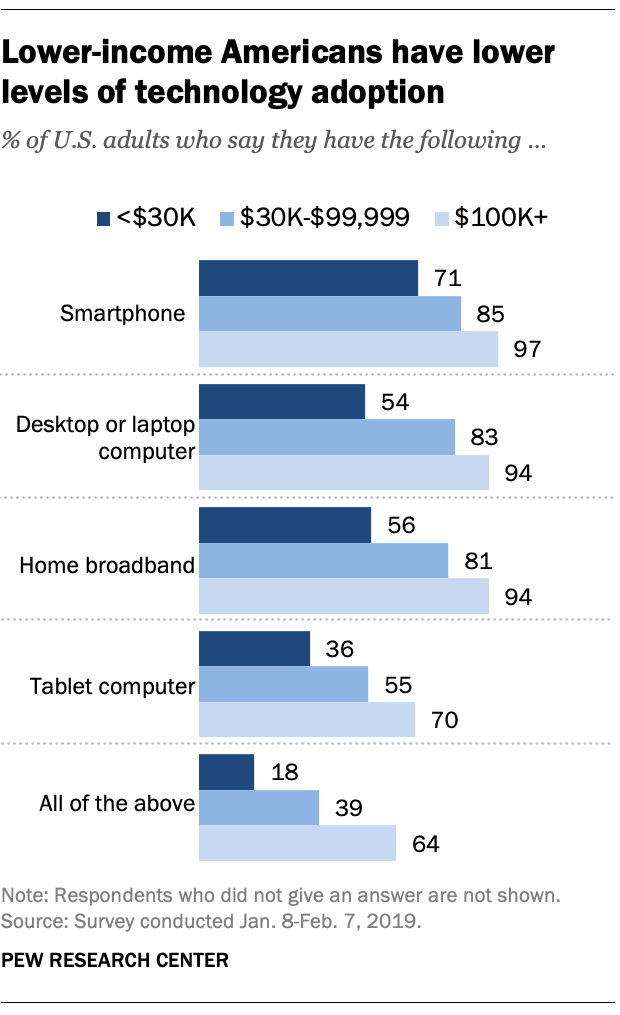 Lower-income Americans have lower
levels of technology adoption
% of U.S. adults who say they have the following ...
<$30K $30K-$99,999 $100K+
Smartphone
71
85
97
Desktop or laptop
computer
54
83
94
Home broadband
56
81
94
Tablet computer
36
55
70
All of the above
18
39
64
Note: Respondents who did not give an answer are not shown.
Source: Survey conducted Jan. 8-Feb. 7, 2019.
PEW RESEARCH CENTER